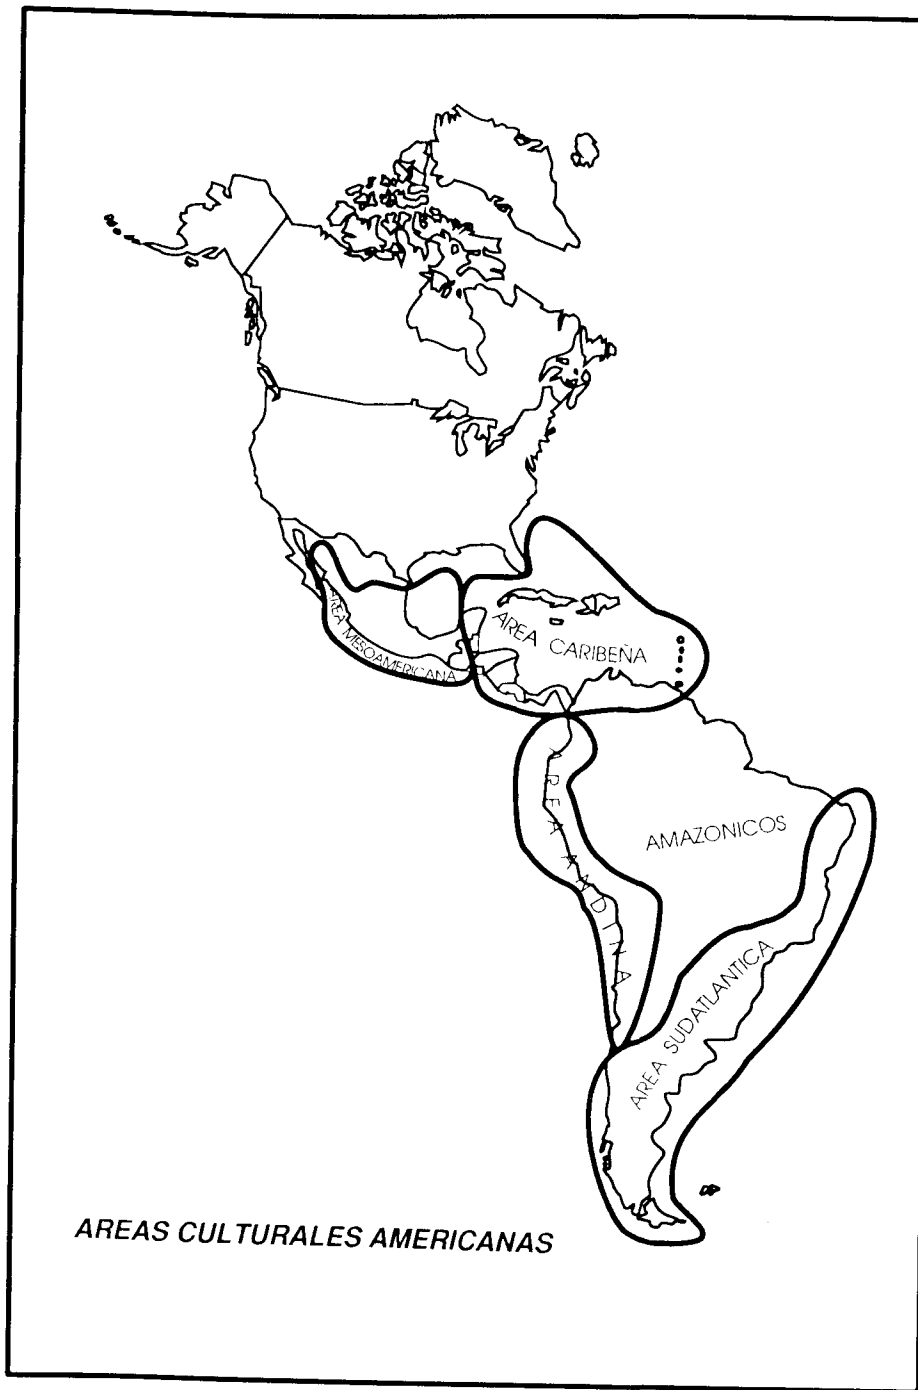 AREA MESOAMERICANA
AREA CARIBEÑA
AREA ANDINA
AMAZONICOS
AREA SUDATLANTICA
AREAS CULTURALES AMERICANAS